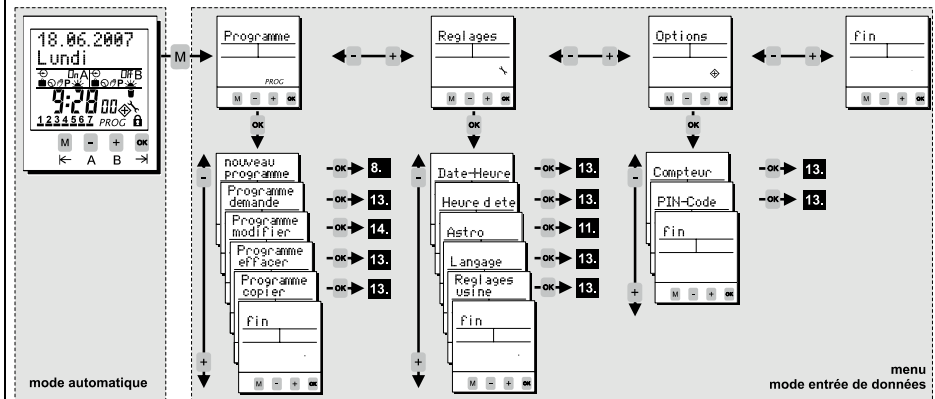 18.06.2007
Lundi
On A Off B
P P
9:28 00
1234567 PROG
M - + OK
A B
mode automatique
M
Programme
PROG
M - + OK
- +
Reglages
M - + OK
- +
Options
M - + OK
- +
fin
M - + OK
OK
OK
OK
-
+
nouveau
programme
OK 8.
Programme
demande
OK 13.
Programme
modifier
OK 14.
Programme
effacer
OK 13.
Programme
copier
OK 13.
fin
M - + OK
-
+
Date-Heure
OK 13.
Heure d ete
OK 13.
Astro
OK 11.
Langage
OK 13.
Reglages
usine
OK 13.
fin
M - + OK
-
+
Compteur
OK 13.
PIN-Code
OK 13.
fin
M - + OK
menu
mode entrée de données